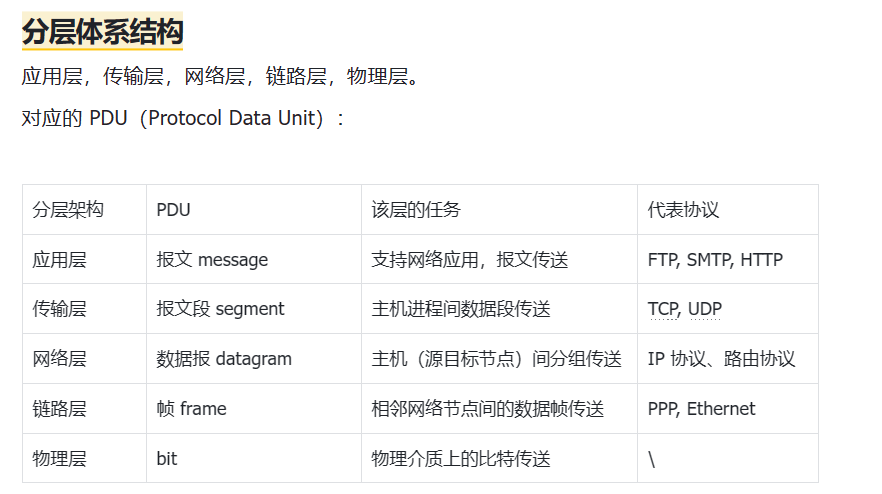 分层体系结构
应用层，传输层，网络层，链路层，物理层。
对应的 PDU（Protocol Data Unit）：
分层架构 PDU 该层的任务 代表协议
应用层 报文 message 支持网络应用，报文传送 FTP, SMTP, HTTP
传输层 报文段 segment 主机进程间数据段传送 TCP, UDP
网络层 数据报 datagram 主机（源目标节点）间分组传送 IP 协议、路由协议
链路层 帧 frame 相邻网络节点间的数据帧传送 PPP, Ethernet
物理层 bit 物理介质上的比特传送 \